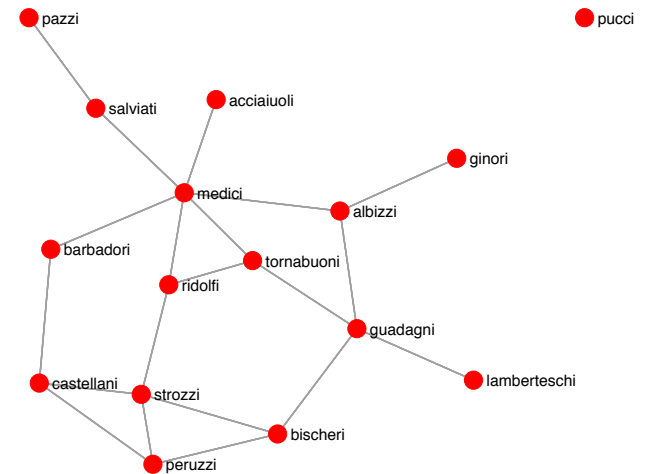 pazzi
pucci
salviati
acciaiuoli
ginori
medici
albizzi
barbadori
tornabuoni
ridolfi
guadagni
lamberteschi
castellani
strozzi
bischeri
peruzzi